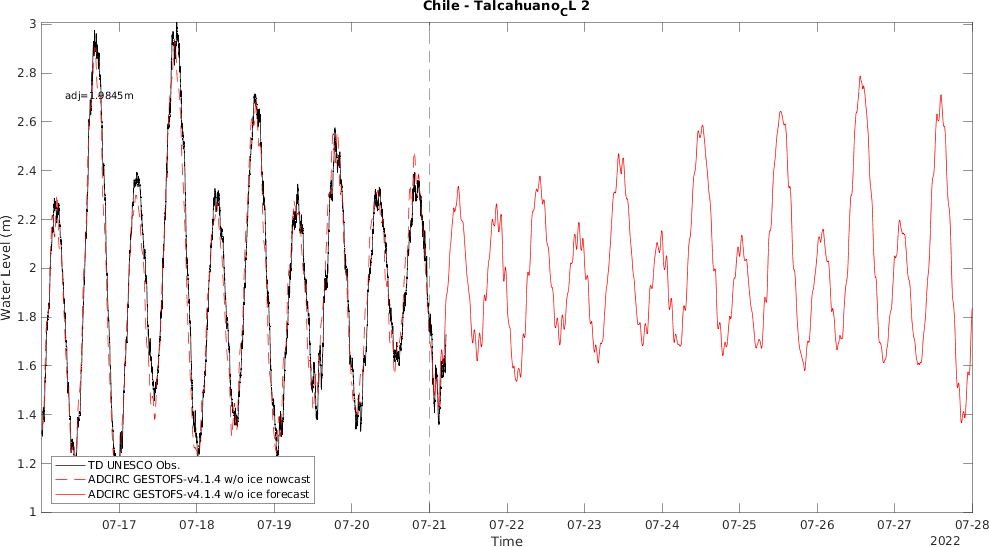 Chile - Talcahuano_CL 2
3
2.8
adj=1.9845m
2.6
2.4
2.2
2
1.8
1.6
1.4
1.2
1
Water Level (m)
TD UNESCO Obs.
ADCIRC GESTOFS-v4.1.4 w/o ice nowcast
ADCIRC GESTOFS-v4.1.4 w/o ice forecast
07-17 07-18 07-19 07-20 07-21 07-22 07-23 07-24 07-25 07-26 07-27 07-28
Time
2022